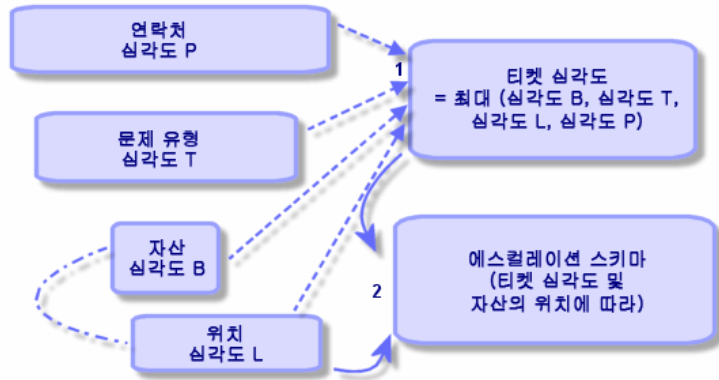 연락처
심각도 P
1
티켓 심각도
= 최대 (심각도 B, 심각도 T,
심각도 L, 심각도 P)
문제 유형
심각도 T
자산
심각도 B
에스컬레이션 스키마
(티켓 심각도 및
자산의 위치에 따라)
2
위치
심각도 L